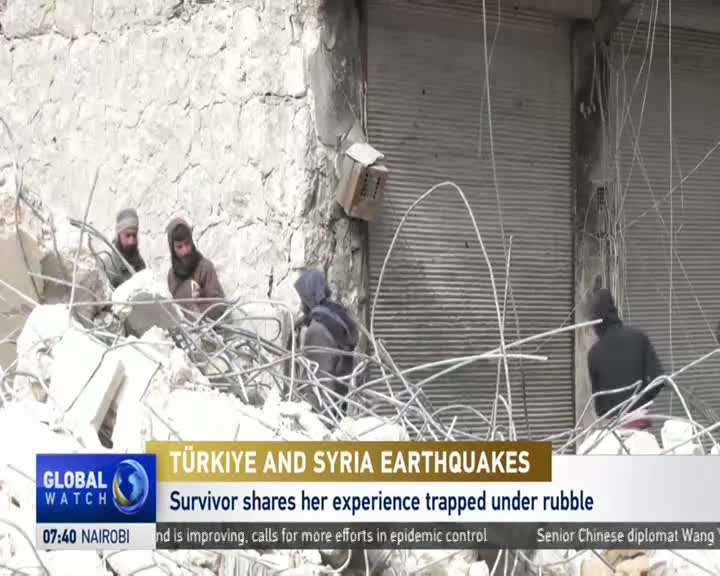 TÜRKIYE AND SYRIA EARTHQUAKES
GLOBAL WATCH
Survivor shares her experience trapped under rubble
07:40 NAIROBI
nd is improving, calls for more efforts in epidemic control Senior Chinese diplomat Wang